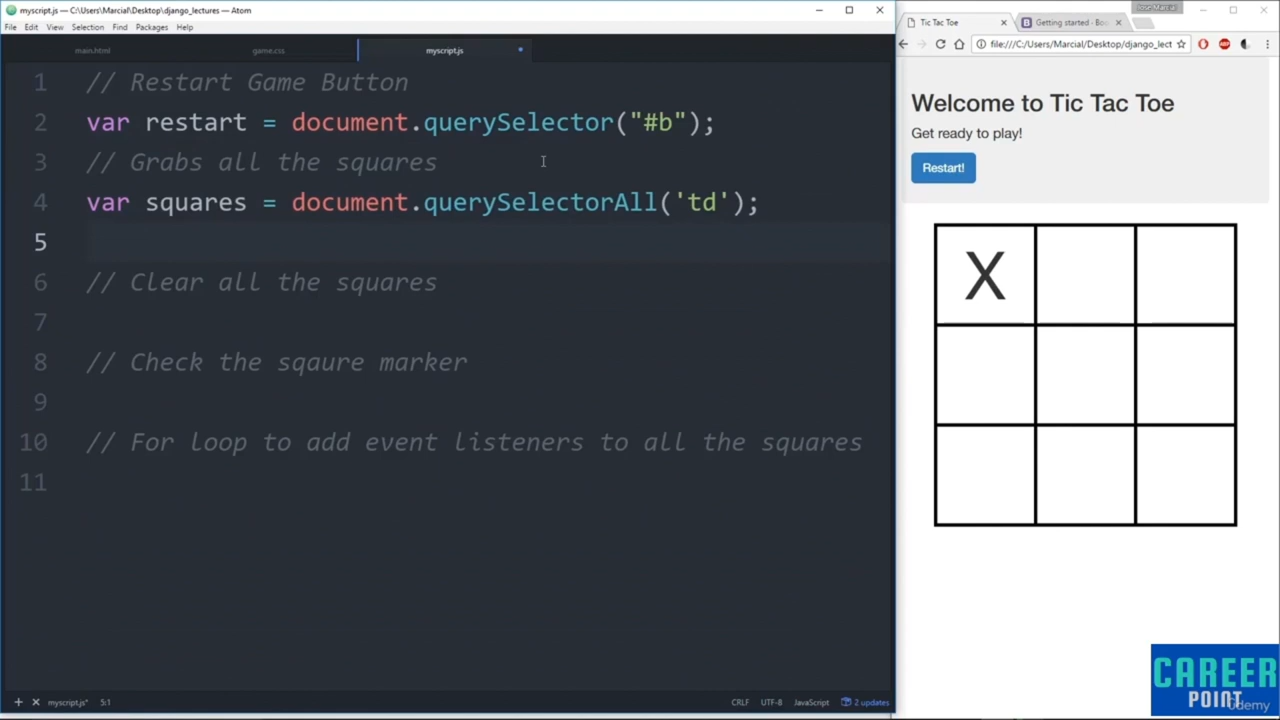 myscript.js — C:\Users\Marcial\Desktop\django_lectures — Atom
File Edit View Selection Find Packages Help
main.html game.css myscript.js
1 // Restart Game Button
2 var restart = document.querySelector("#b");
3 // Grabs all the squares
4 var squares = document.querySelectorAll('td');
5
6 // Clear all the squares
7
8 // Check the sqaure marker
9
10 // For loop to add event listeners to all the squares
11
myscript.js* 5:1 CRLF UTF-8 JavaScript 2 updates
Jose Marcial
Tic Tac Toe Getting started - Boo
file:///C:/Users/Marcial/Desktop/django_lect
ABP
Welcome to Tic Tac Toe
Get ready to play!
Restart!
X
CAREER
POINT
Udemy